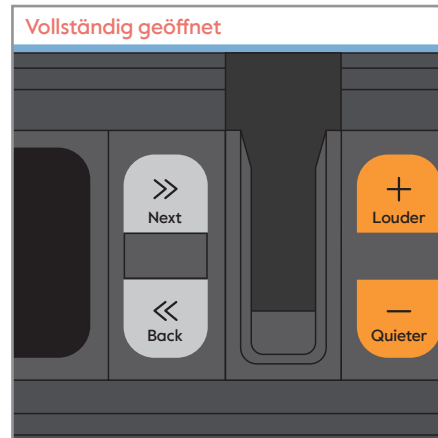 Vollständig geöffnet
>>
Next
<<
Back
+
Louder
−
Quieter